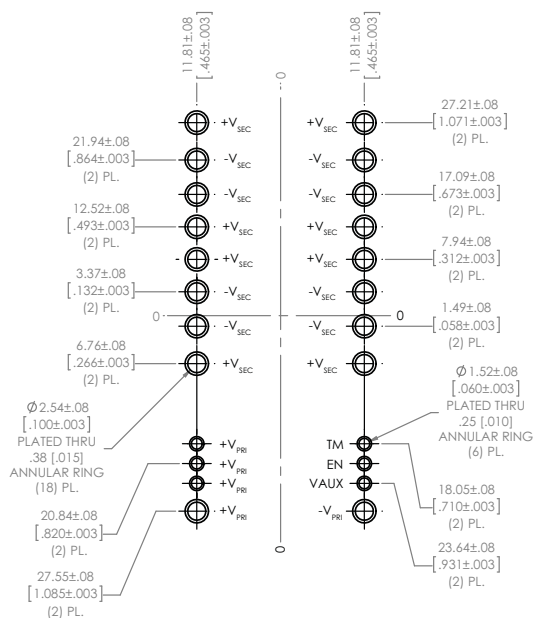 11.81±.08
[.465±.003]
11.81±.08
[.465±.003]
0
+VSEC
+VSEC
27.21±.08
[1.071±.003]
(2) PL.
21.94±.08
[.864±.003]
(2) PL.
-VSEC
-VSEC
-VSEC
-VSEC
17.09±.08
[.673±.003]
(2) PL.
12.52±.08
[.493±.003]
(2) PL.
+VSEC
+VSEC
+VSEC
+VSEC
7.94±.08
[.312±.003]
(2) PL.
3.37±.08
[.132±.003]
(2) PL.
-VSEC
-VSEC
0
0
-VSEC
-VSEC
1.49±.08
[.058±.003]
(2) PL.
6.76±.08
[.266±.003]
(2) PL.
+VSEC
+VSEC
Ø2.54±.08
[.100±.003]
PLATED THRU
.38 [.015]
ANNULAR RING
(18) PL.
Ø1.52±.08
[.060±.003]
PLATED THRU
.25 [.010]
ANNULAR RING
(6) PL.
+VPRI
TM
+VPRI
EN
+VPRI
VAUX
+VPRI
-VPRI
18.05±.08
[.710±.003]
(2) PL.
20.84±.08
[.820±.003]
(2) PL.
23.64±.08
[.931±.003]
(2) PL.
27.55±.08
[1.085±.003]
(2) PL.
0